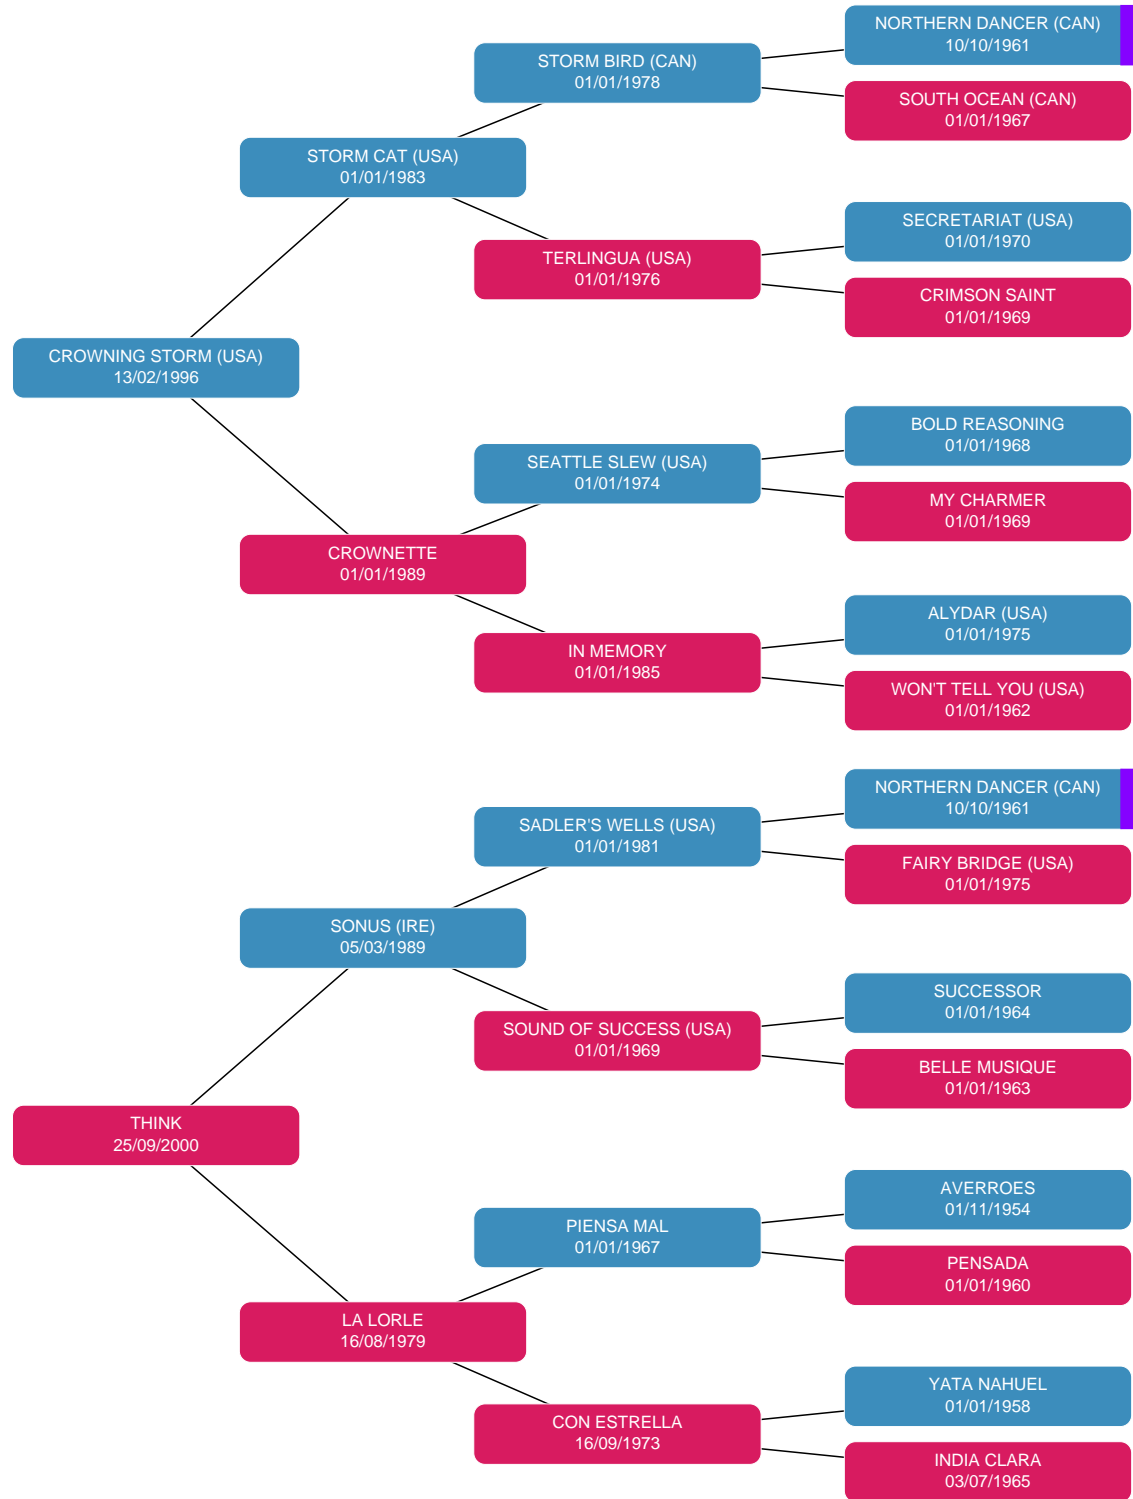 NORTHERN DANCER (CAN)
10/10/1961
STORM BIRD (CAN)
01/01/1978
SOUTH OCEAN (CAN)
01/01/1967
STORM CAT (USA)
01/01/1983
SECRETARIAT (USA)
01/01/1970
TERLINGUA (USA)
01/01/1976
CRIMSON SAINT
01/01/1969
CROWNING STORM (USA)
13/02/1996
BOLD REASONING
01/01/1968
SEATTLE SLEW (USA)
01/01/1974
MY CHARMER
01/01/1969
CROWNETTE
01/01/1989
ALYDAR (USA)
01/01/1975
IN MEMORY
01/01/1985
WON'T TELL YOU (USA)
01/01/1962
NORTHERN DANCER (CAN)
10/10/1961
SADLER'S WELLS (USA)
01/01/1981
FAIRY BRIDGE (USA)
01/01/1975
SONUS (IRE)
05/03/1989
SUCCESSOR
01/01/1964
SOUND OF SUCCESS (USA)
01/01/1969
BELLE MUSIQUE
01/01/1963
THINK
25/09/2000
AVERROES
01/11/1954
PIENSA MAL
01/01/1967
PENSADA
01/01/1960
LA LORLE
16/08/1979
YATA NAHUEL
01/01/1958
CON ESTRELLA
16/09/1973
INDIA CLARA
03/07/1965